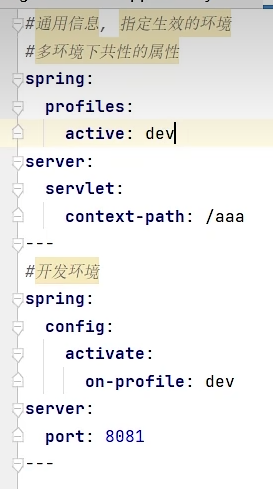 #通用信息, 指定生效的环境
#多环境下共性的属性
spring:
  profiles:
    active: dev
server:
  servlet:
    context-path: /aaa
---
#开发环境
spring:
  config:
    activate:
      on-profile: dev
server:
  port: 8081
---